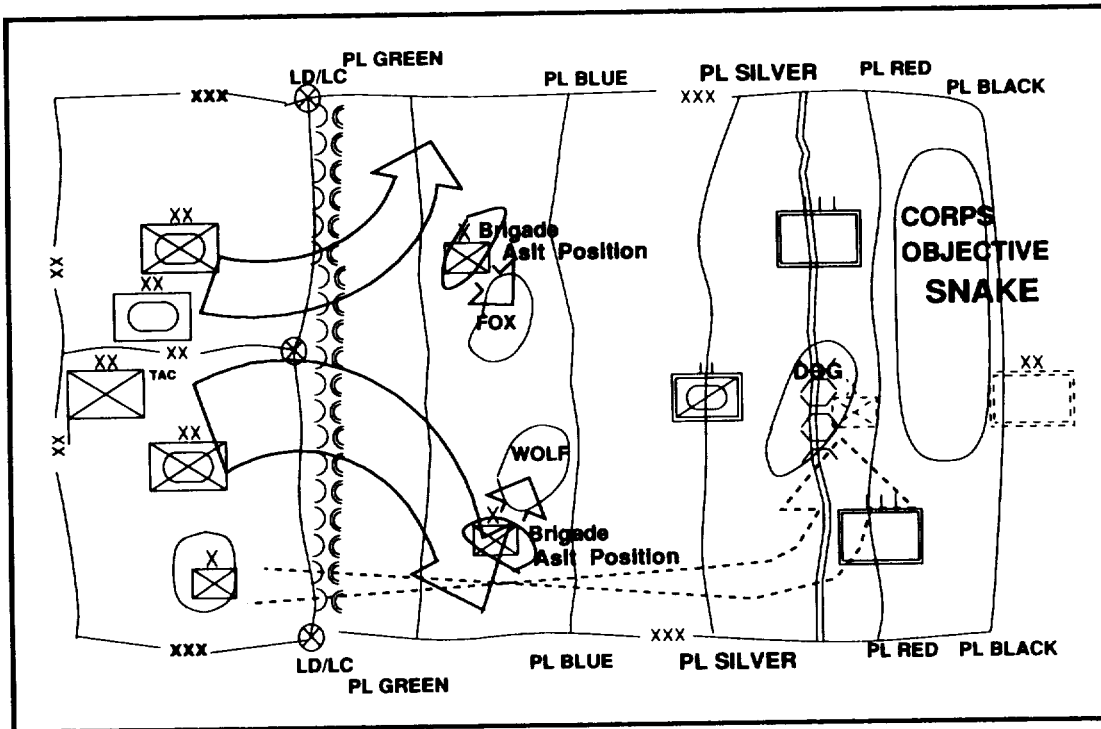 PL GREEN
LD/LC
PL BLUE
PL SILVER
PL RED
PL BLACK
XXX
XXX
XX
XX
X Brigade
Aslt Position
CORPS
OBJECTIVE
SNAKE
XX
FOX
XX
XX
TAC
DOG
XX
XX
XX
WOLF
X
Brigade
Aslt Position
X
XXX
XXX
LD/LC
PL GREEN
PL BLUE
PL SILVER
PL RED
PL BLACK